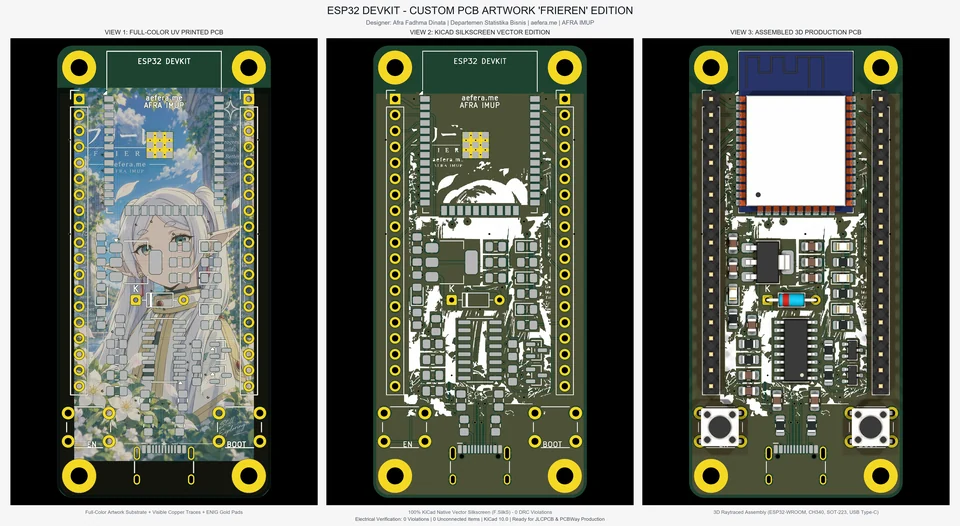 ESP32 DEVKIT - CUSTOM PCB ARTWORK 'FRIEREN' EDITION
Designer: Afra Fadhma Dinata | Departemen Statistika Bisnis | aefera.me | AFRA IMUP
VIEW 1: FULL-COLOR UV PRINTED PCB
ESP32 DEVKIT
aefera.me
AFRA IMUP
aefera.me
K
EN
BOOT
Full-Color Artwork Substrate + Visible Copper Traces + ENIG Gold Pads
VIEW 2: KICAD SILKSCREEN VECTOR EDITION
ESP32 DEVKIT
aefera.me
AFRA IMUP
K
EN
BOOT
100% KiCad Native Vector Silkscreen (F.SilkS) - 0 DRC Violations
VIEW 3: ASSEMBLED 3D PRODUCTION PCB
K
3D Raytraced Assembly (ESP32-WROOM, CH340, SOT-223, USB Type-C)
Electrical Verification: 0 Violations | 0 Unconnected Items | KiCad 10.0 | Ready for JLCPCB & PCBWay Production